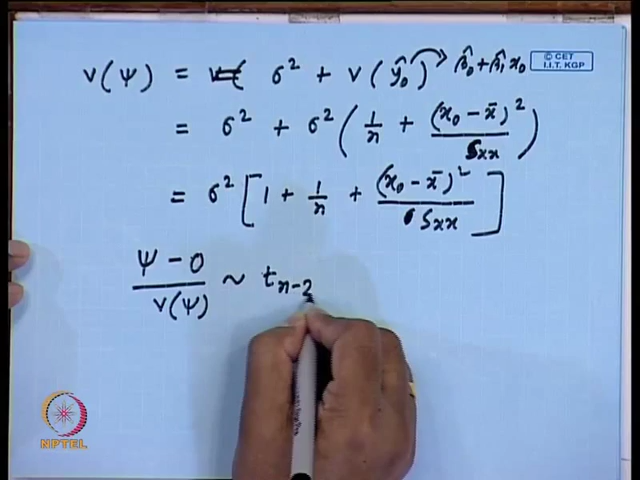 V(ψ) = σ² + V(ŷ₀) → β̂₀+β̂₁x₀
© CET
I.I.T. KGP
= σ² + σ² (1/n + (x₀ – x̄)²/Sxx)
= σ² [1 + 1/n + (x₀ – x̄)²/Sxx]
ψ – 0 / V(ψ) ~ tn-2
NPTEL